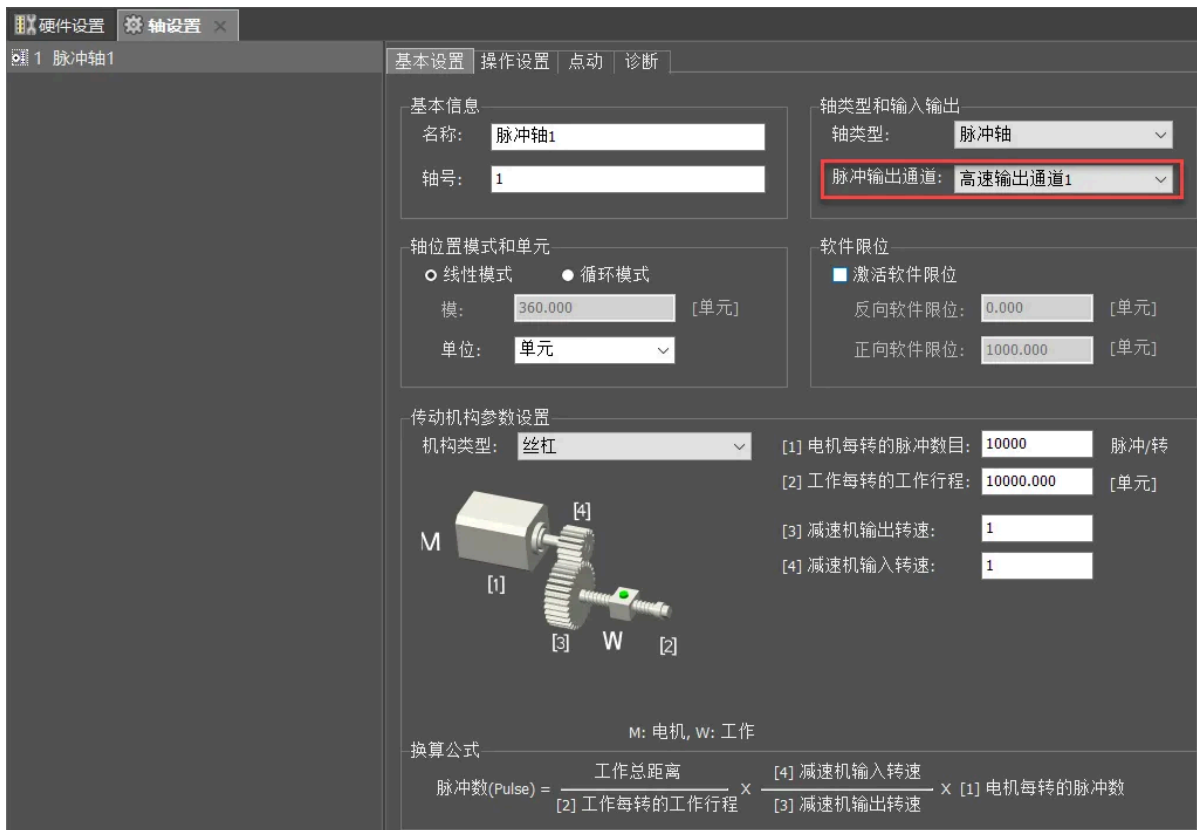 硬件设置 轴设置
1 脉冲轴1
基本设置 操作设置 点动 诊断
基本信息
名称: 脉冲轴1
轴号: 1
轴类型和输入输出
轴类型: 脉冲轴
脉冲输出通道: 高速输出通道1
轴位置模式和单元
线性模式 循环模式
模: 360.000 [单元]
单位: 单元
软件限位
激活软件限位
反向软件限位: 0.000 [单元]
正向软件限位: 1000.000 [单元]
传动机构参数设置
机构类型: 丝杠
[1] 电机每转的脉冲数目: 10000 脉冲/转
[2] 工作每转的工作行程: 10000.000 [单元]
[3] 减速机输出转速: 1
[4] 减速机输入转速: 1
[4]
M
[1]
[3] W [2]
M: 电机, W: 工作
换算公式
工作总距离 [4] 减速机输入转速
脉冲数(Pulse) = x x [1] 电机每转的脉冲数
[2] 工作每转的工作行程 [3] 减速机输出转速